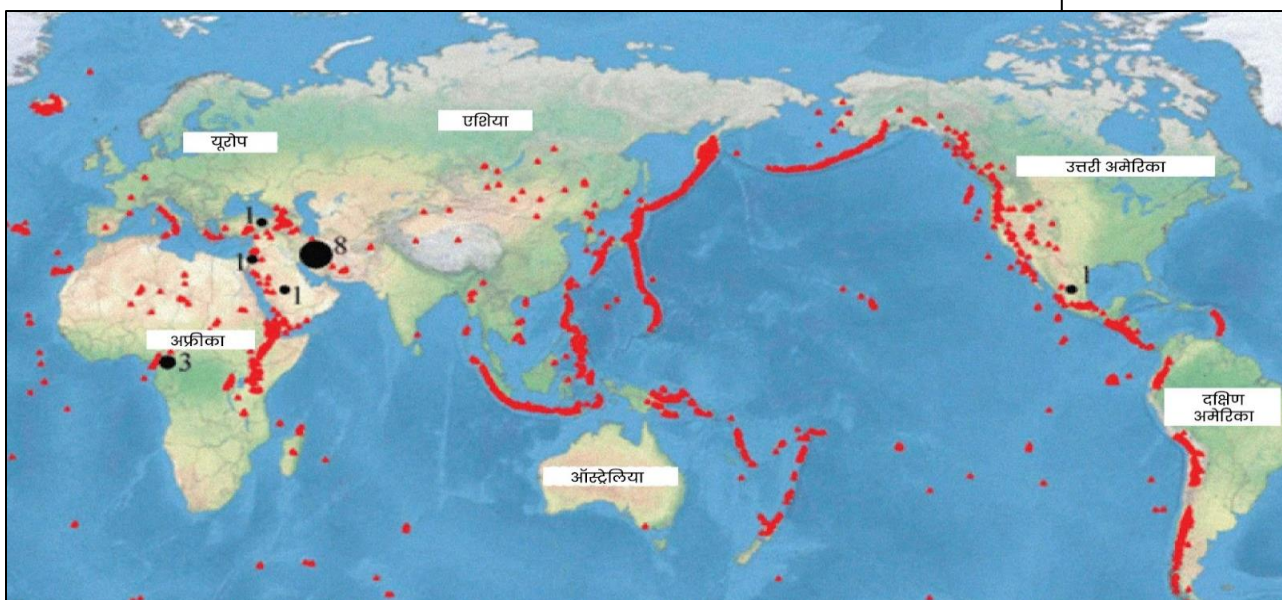 एशिया
यूरोप
उत्तरी अमेरिका
1
8
1
1
1
अफ्रीका
3
दक्षिण
अमेरिका
ऑस्ट्रेलिया